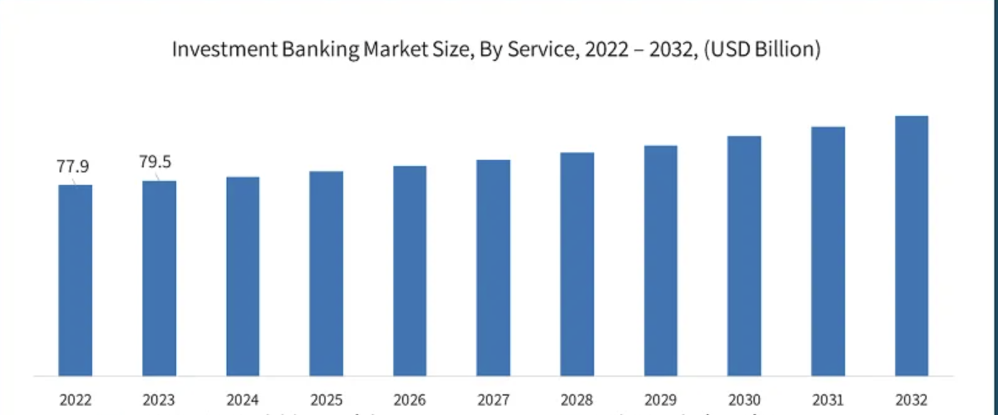 Investment Banking Market Size, By Service, 2022 – 2032, (USD Billion)
77.9
79.5
2022 2023 2024 2025 2026 2027 2028 2029 2030 2031 2032